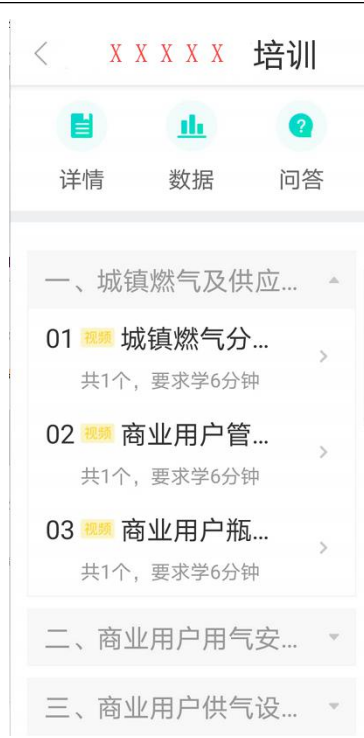 X X X X X 培训
详情 数据 问答
一、城镇燃气及供应...
01 视频 城镇燃气分...
共1个，要求学6分钟
02 视频 商业用户管...
共1个，要求学6分钟
03 视频 商业用户瓶...
共1个，要求学6分钟
二、商业用户用气安...
三、商业用户供气设...